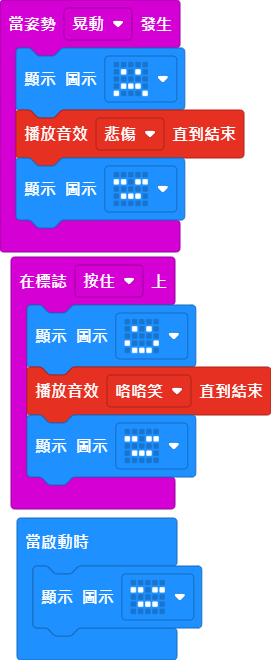 當姿勢 晃動 發生
顯示 圖示
播放音效 悲傷 直到結束
顯示 圖示
在標誌 按住 上
顯示 圖示
播放音效 咯咯笑 直到結束
顯示 圖示
當啟動時
顯示 圖示